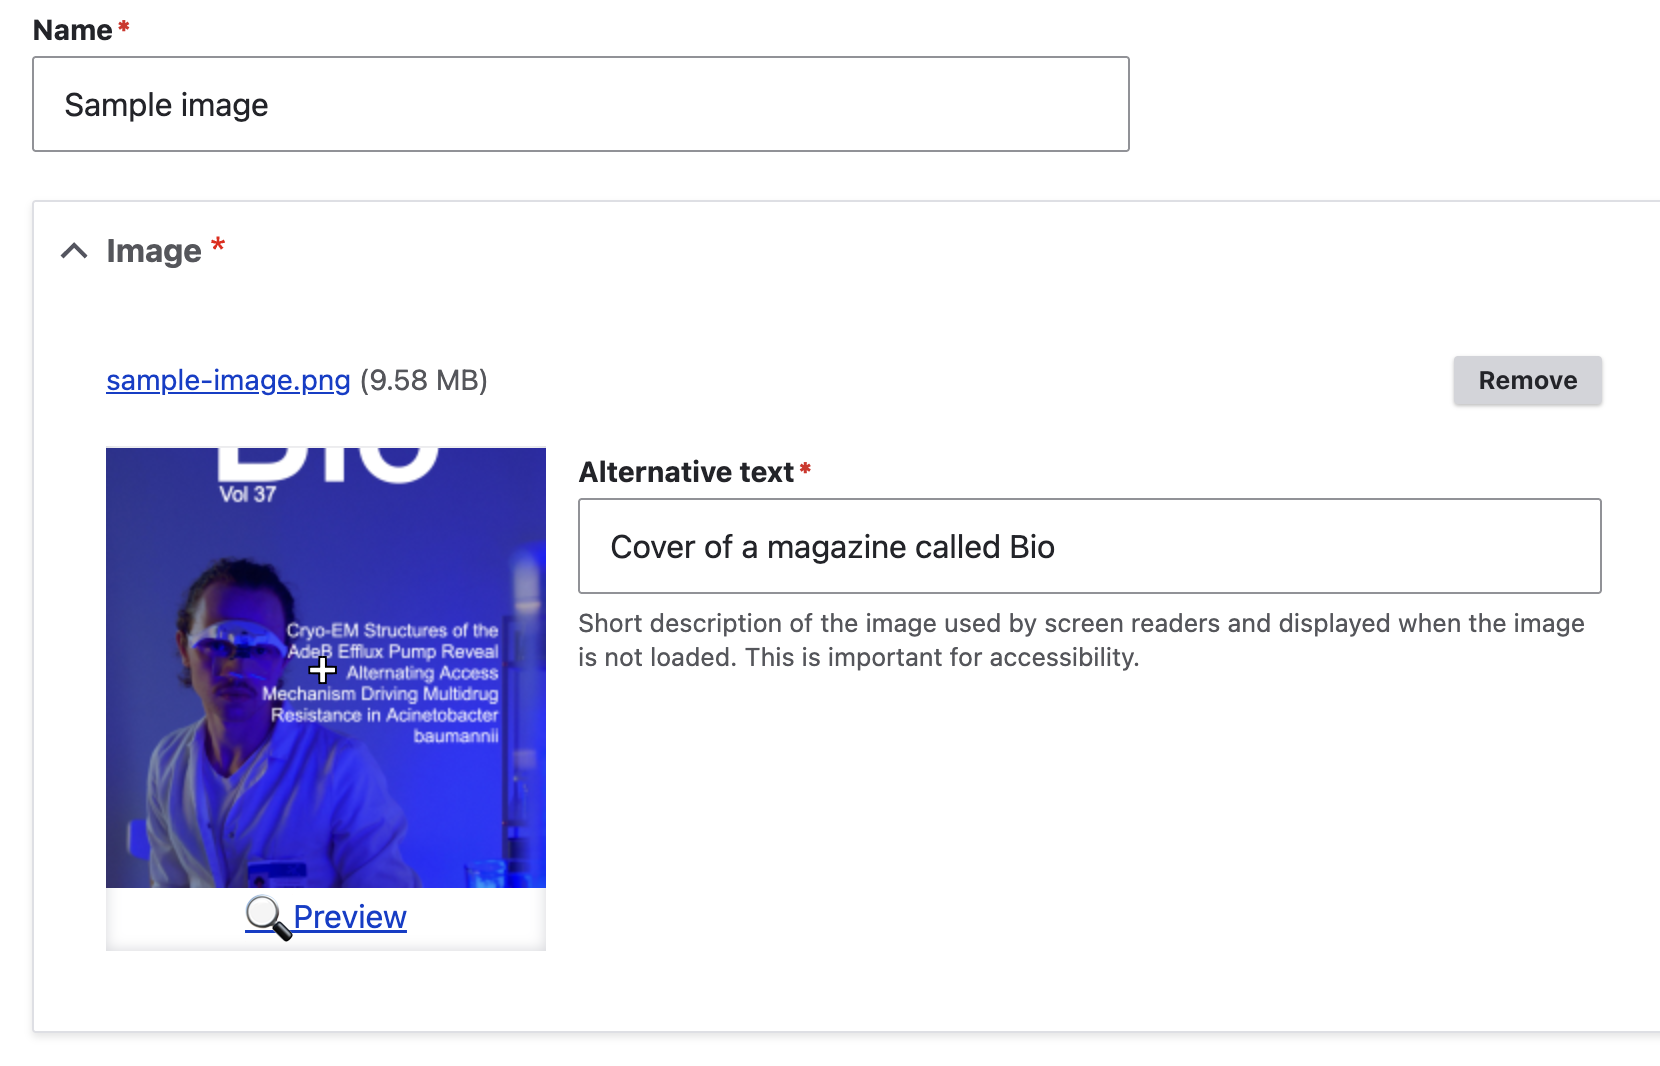 Name *
Sample image
Image *
sample-image.png (9.58 MB)
Remove
Bio
Vol 37
Cryo-EM Structures of the
AdeB Efflux Pump Reveal
Alternating Access
Mechanism Driving Multidrug
Resistance in Acinetobacter
baumannii
Preview
Alternative text *
Cover of a magazine called Bio
Short description of the image used by screen readers and displayed when the image
is not loaded. This is important for accessibility.